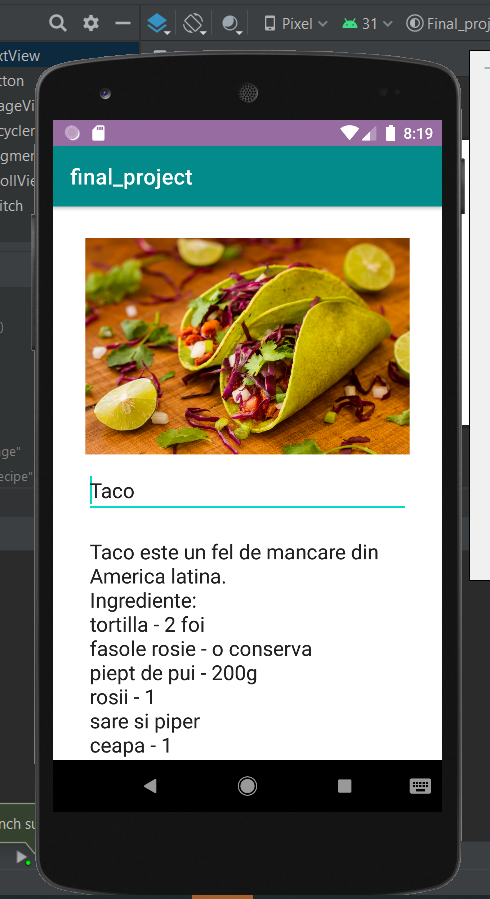 Pixel
31
Final_proj
xtView
tton
ageVi
cycler
gmer
rollVie
itch
8:19
final_project
Taco
Taco este un fel de mancare din
America latina.
Ingrediente:
tortilla - 2 foi
fasole rosie - o conserva
piept de pui - 200g
rosii - 1
sare si piper
ceapa - 1
ge"
ecipe"
nch su